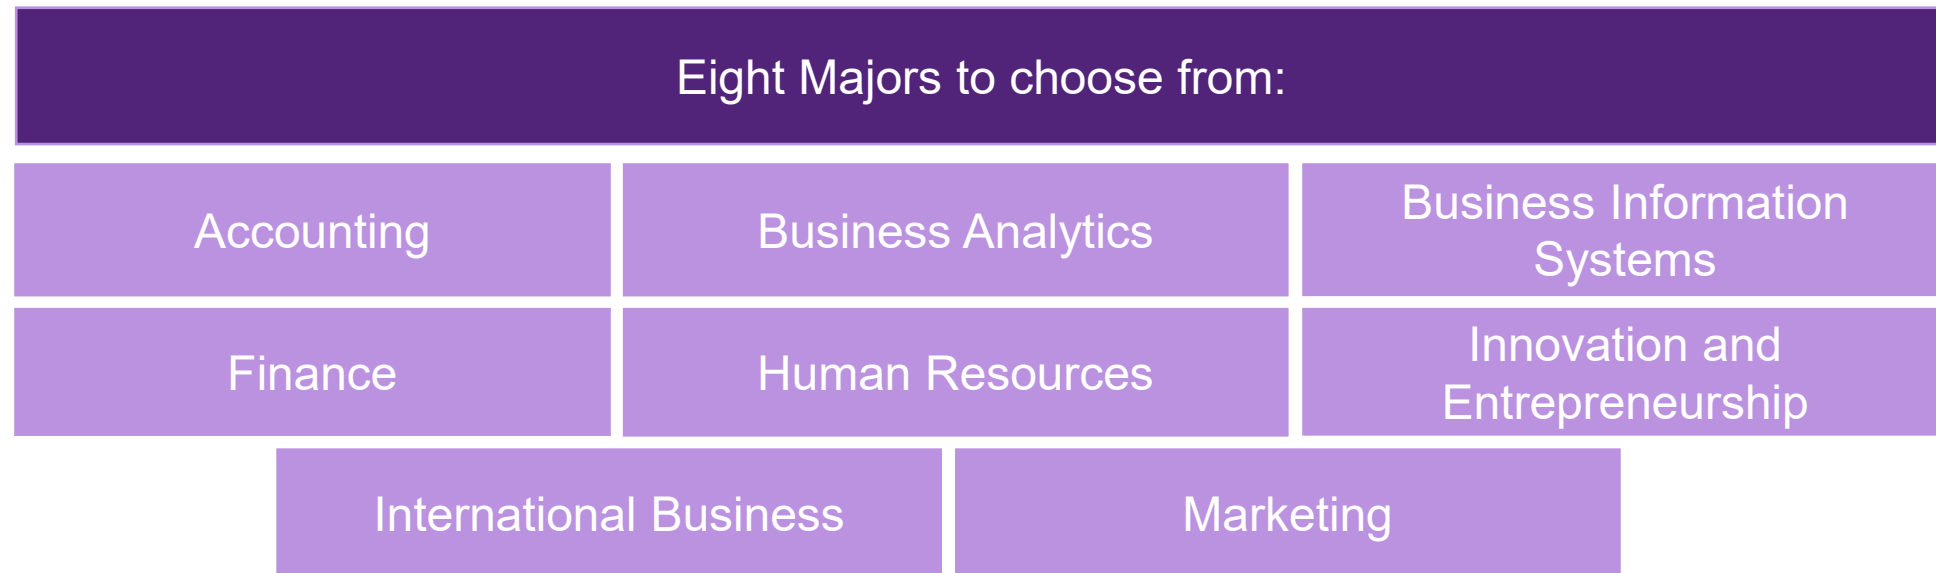 Eight Majors to choose from:
Accounting
Business Analytics
Business Information
Systems
Finance
Human Resources
Innovation and
Entrepreneurship
International Business
Marketing